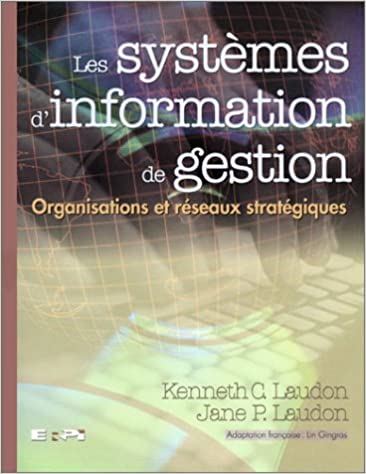 Les systèmes
d'information
de gestion
Organisations et réseaux stratégiques
Kenneth C. Laudon
Jane P. Laudon
ERPI
Adaptation française : Lin Gingras